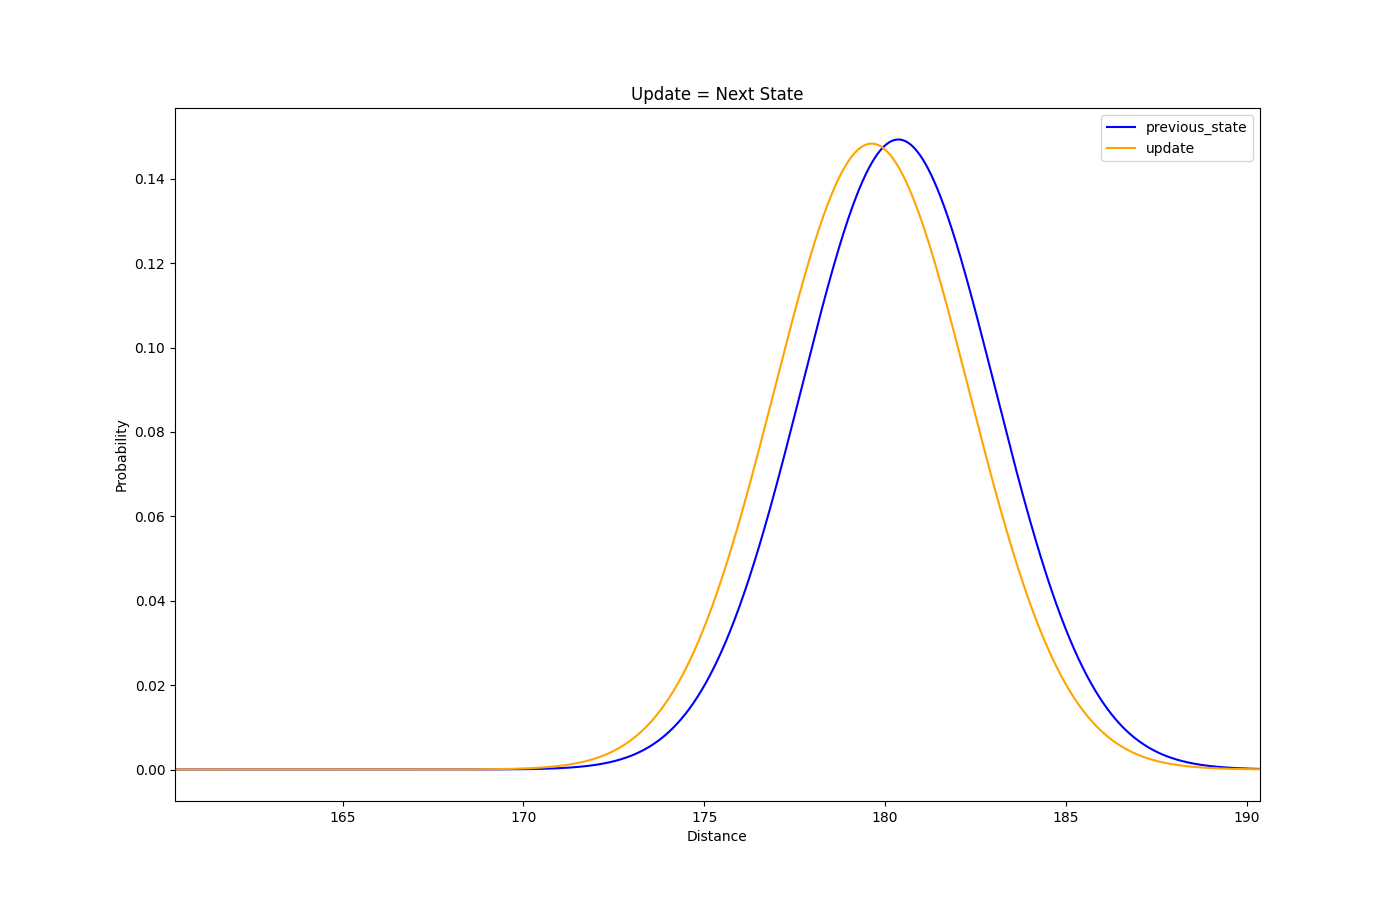 Update = Next State
previous_state
update
0.14
0.12
0.10
0.08
0.06
0.04
0.02
0.00
Probability
165 170 175 180 185 190
Distance